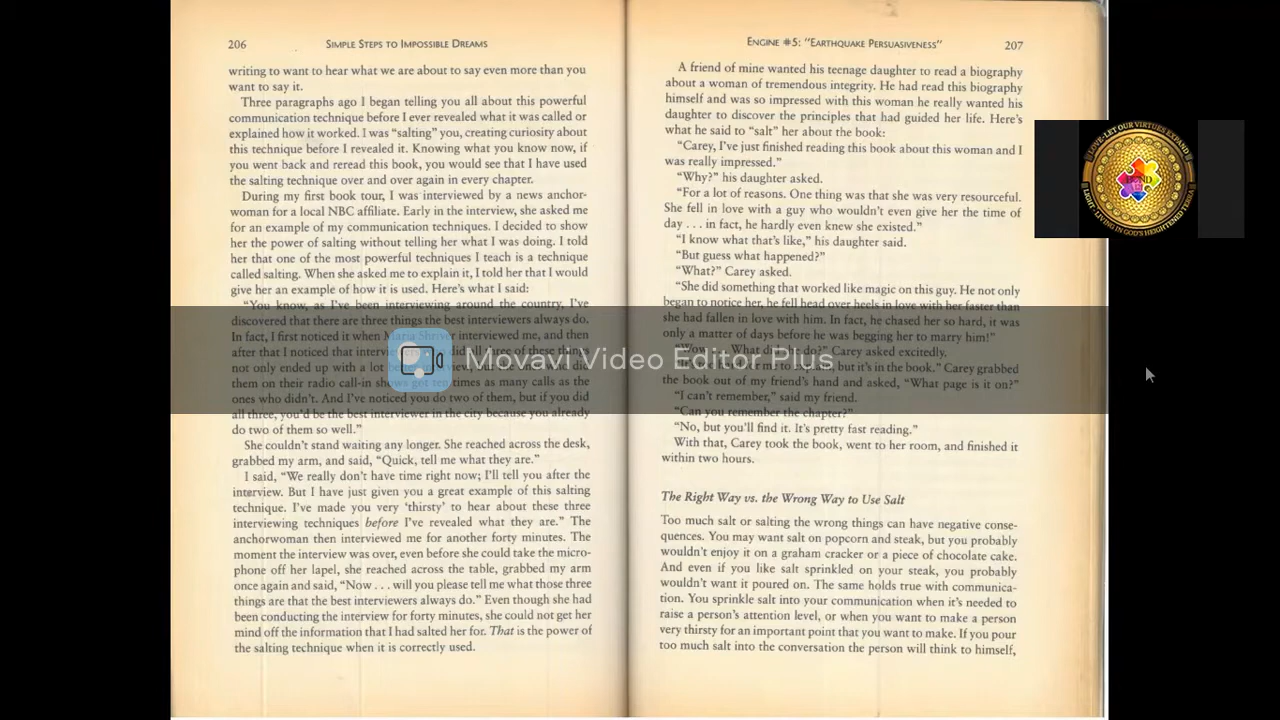 206
SIMPLE STEPS TO IMPOSSIBLE DREAMS
writing to want to hear what we are about to say even more than you
want to say it.
Three paragraphs ago I began telling you all about this powerful
communication technique before I ever revealed what it was called or
explained how it worked. I was “salting” you, creating curiosity about
this technique before I revealed it. Knowing what you know now, if
you went back and reread this book, you would see that I have used
the salting technique over and over again in every chapter.
During my first book tour, I was interviewed by a news anchor-
woman for a local NBC affiliate. Early in the interview, she asked me
for an example of my communication techniques. I decided to show
her the power of salting without telling her what I was doing. I told
her that one of the most powerful techniques I teach is a technique
called salting. When she asked me to explain it, I told her that I would
give her an example of how it is used. Here’s what I said:
“You know, as I’ve been interviewing around the country, I’ve
discovered that there are three things the best interviewers always do.
In fact, I first noticed it when Maria Shriver interviewed me, and then
after that I noticed that did all three of these things
not only ended up with a lot did
them on their radio call-in shows got ten times as many calls as the
ones who didn’t. And I’ve noticed you do two of them, but if you did
all three, you’d be the best interviewer in the city because you already
do two of them so well.”
She couldn’t stand waiting any longer. She reached across the desk,
grabbed my arm, and said, “Quick, tell me what they are.”
I said, “We really don’t have time right now; I’ll tell you after the
interview. But I have just given you a great example of this salting
technique. I’ve made you very ‘thirsty’ to hear about these three
interviewing techniques before I’ve revealed what they are.” The
anchorwoman then interviewed me for another forty minutes. The
moment the interview was over, even before she could take the micro-
phone off her lapel, she reached across the table, grabbed my arm
once again and said, “Now . . . will you please tell me what those three
things are that the best interviewers always do.” Even though she had
been conducting the interview for forty minutes, she could not get her
mind off the information that I had salted her for. That is the power of
the salting technique when it is correctly used.
ENGINE #5: “EARTHQUAKE PERSUASIVENESS”
207
A friend of mine wanted his teenage daughter to read a biography
about a woman of tremendous integrity. He had read this biography
himself and was so impressed with this woman he really wanted his
daughter to discover the principles that had guided her life. Here’s
what he said to “salt” her about the book:
“Carey, I’ve just finished reading this book about this woman and I
was really impressed.”
“Why?” his daughter asked.
“For a lot of reasons. One thing was that she was very resourceful.
She fell in love with a guy who wouldn’t even give her the time of
day . . . in fact, he hardly even knew she existed.”
“I know what that’s like,” his daughter said.
“But guess what happened?”
“What?” Carey asked.
“She did something that worked like magic on this guy. He not only
began to notice her, he fell head over heels in love with her faster than
she had fallen in love with him. In fact, he chased her so hard, it was
only a matter of days before he was begging her to marry him!”
“Wow . . . What did she do?” Carey asked excitedly.
me to explain, but it’s in the book.” Carey grabbed
the book out of my friend’s hand and asked, “What page is it on?”
“I can’t remember,” said my friend.
“Can you remember the chapter?”
“No, but you’ll find it. It’s pretty fast reading.”
With that, Carey took the book, went to her room, and finished it
within two hours.
The Right Way vs. the Wrong Way to Use Salt
Too much salt or salting the wrong things can have negative conse-
quences. You may want salt on popcorn and steak, but you probably
wouldn’t enjoy it on a graham cracker or a piece of chocolate cake.
And even if you like salt sprinkled on your steak, you probably
wouldn’t want it poured on. The same holds true with communica-
tion. You sprinkle salt into your communication when it’s needed to
raise a person’s attention level, or when you want to make a person
very thirsty for an important point that you want to make. If you pour
too much salt into the conversation the person will think to himself,
Movavi Video Editor Plus
LOVE-LET OUR VIRTUES EXPAND